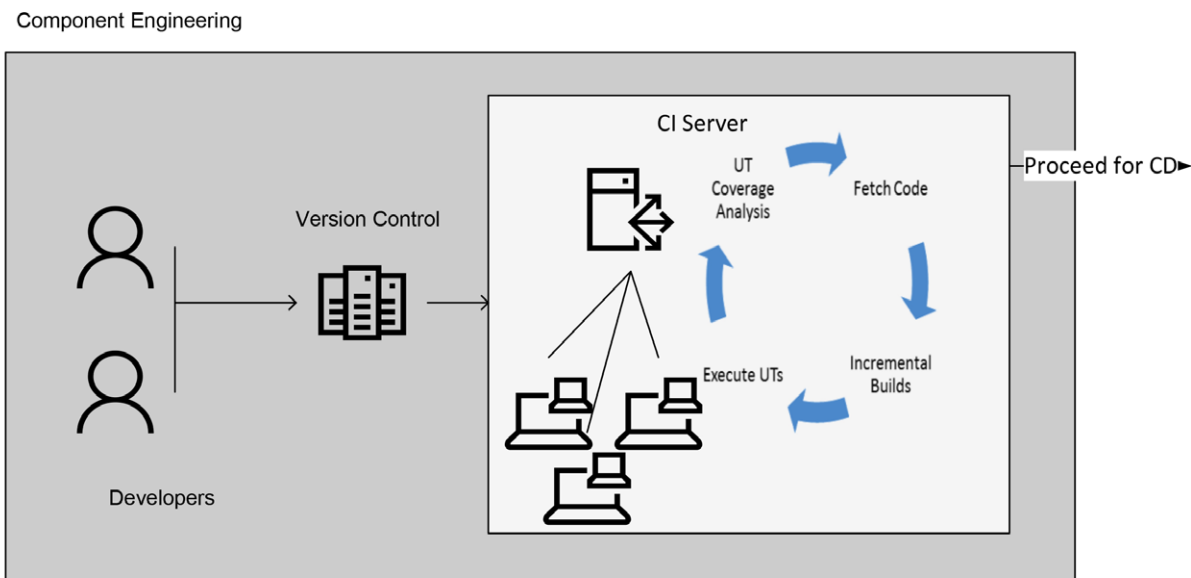 Component Engineering
CI Server
UT
Coverage
Analysis
Fetch Code
Proceed for CD
Version Control
Execute UTs
Incremental
Builds
Developers